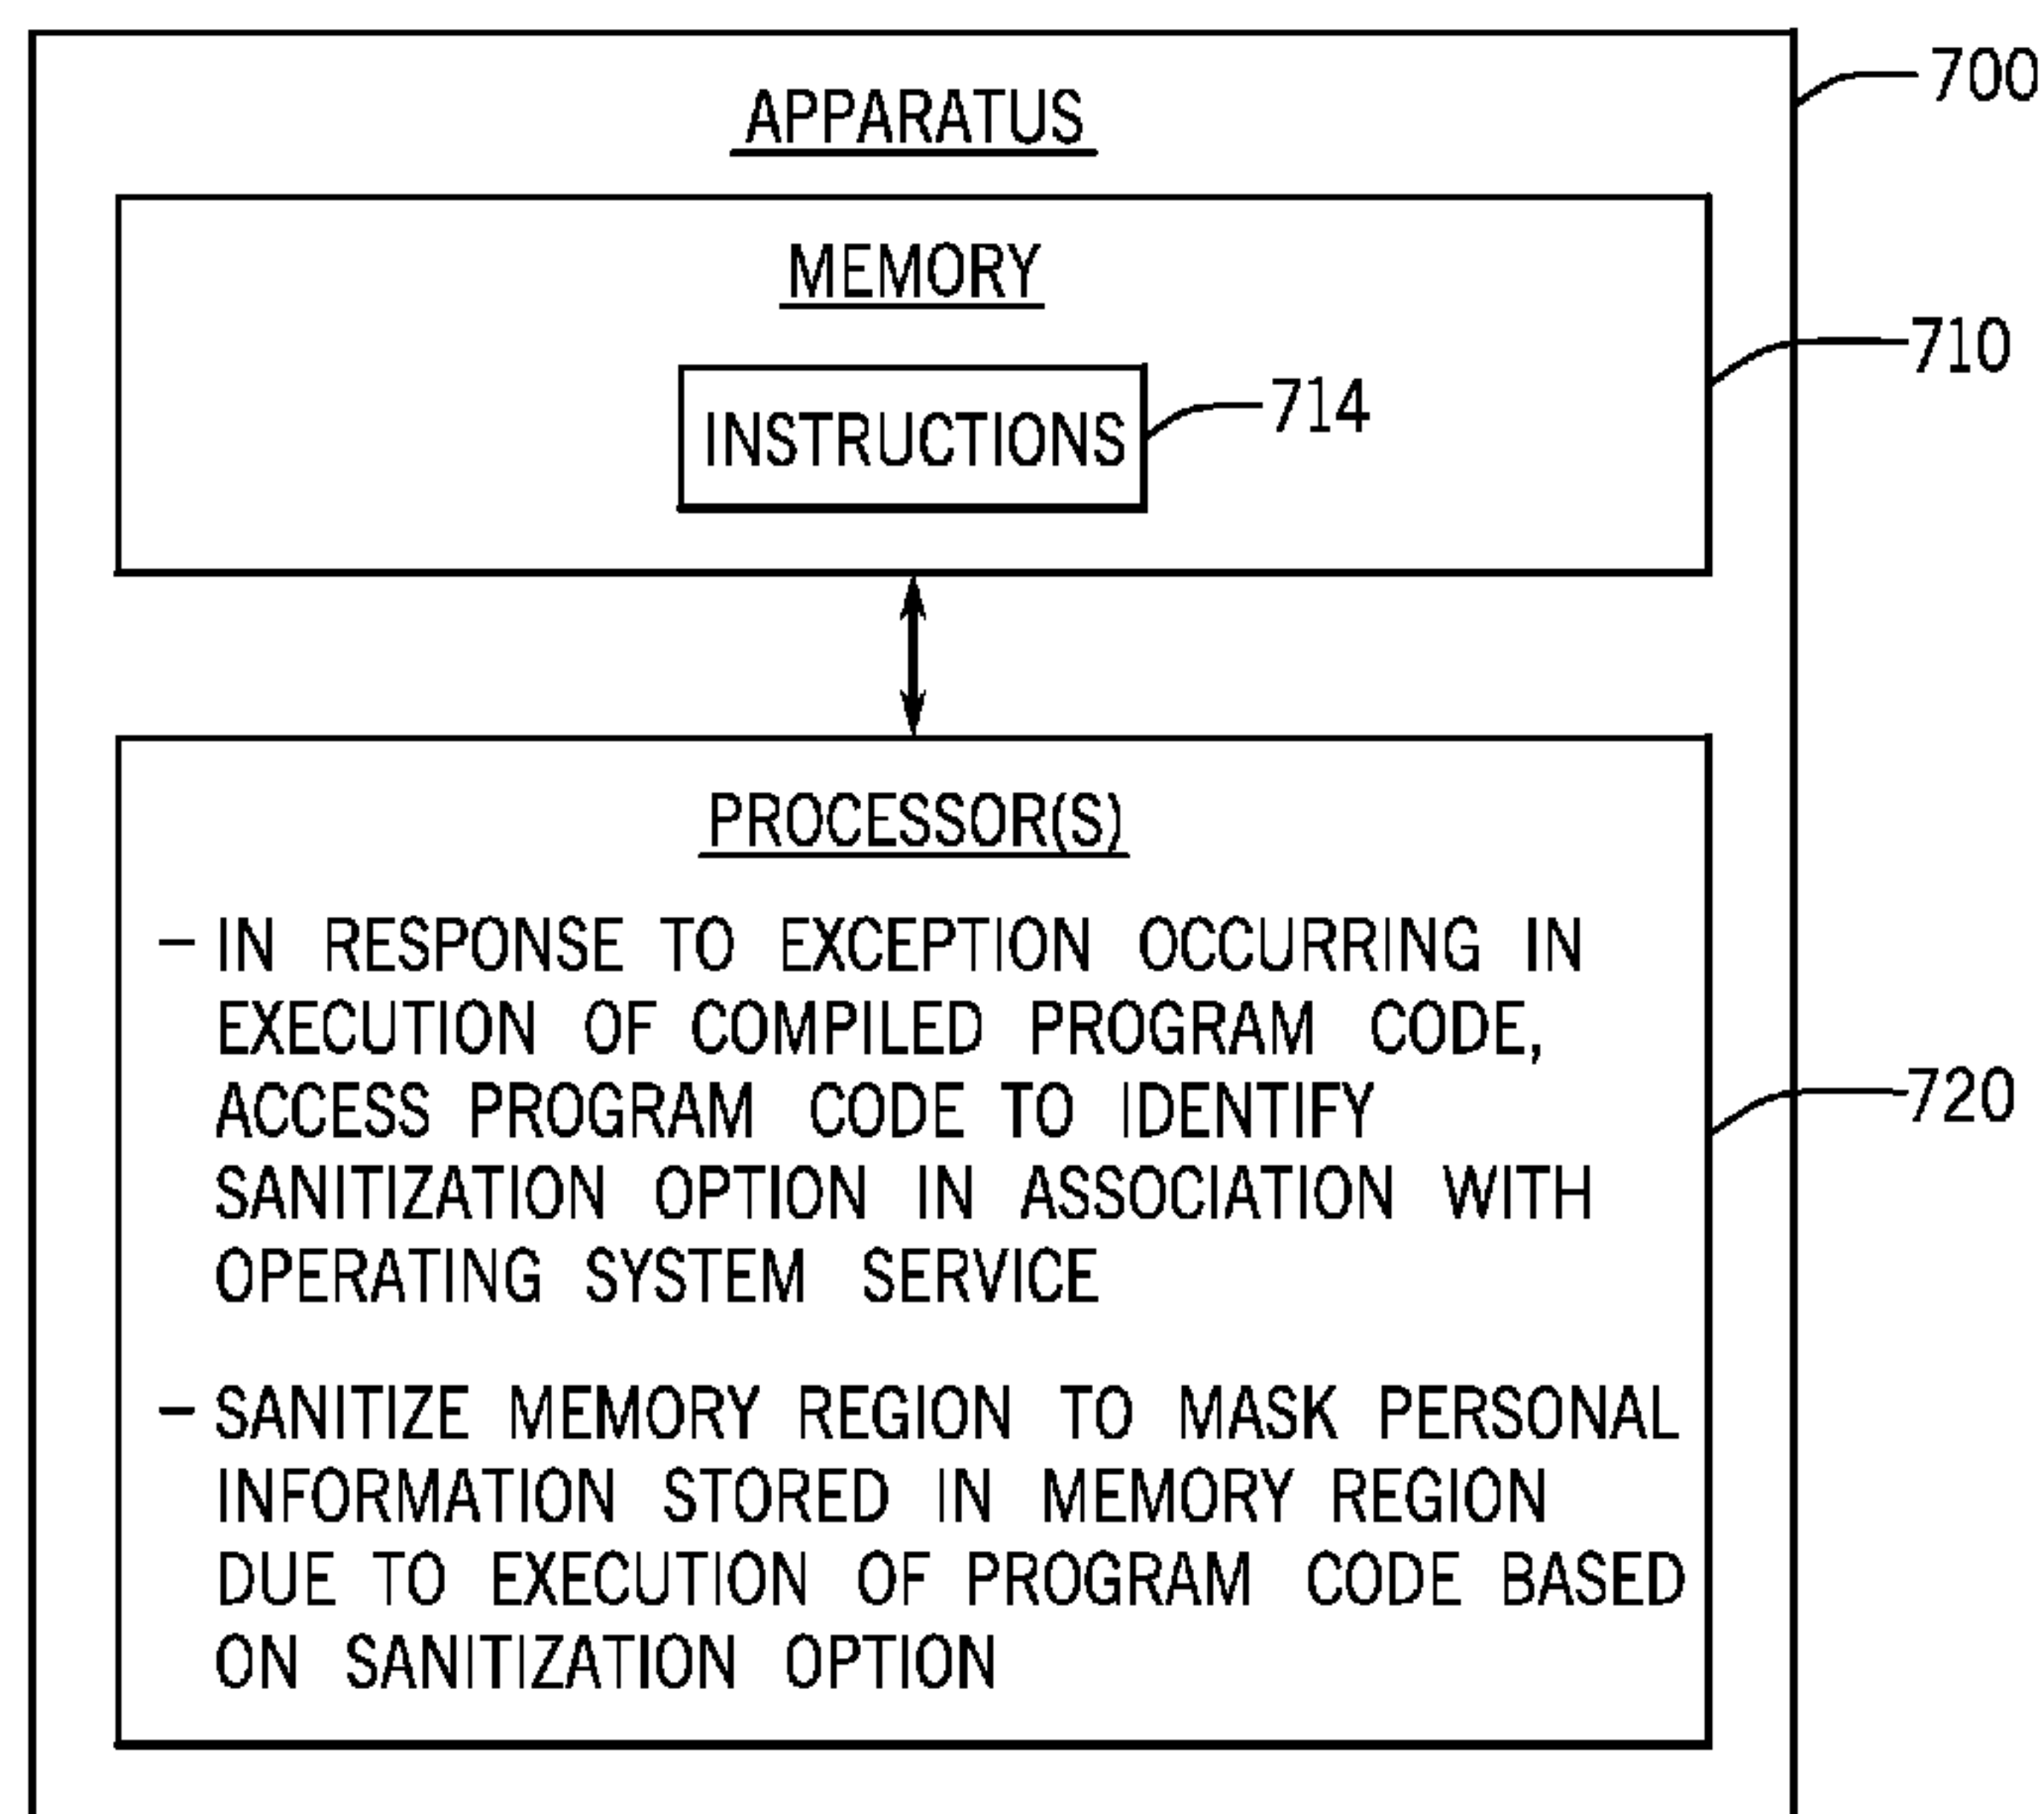 APPARATUS
700
MEMORY
710
INSTRUCTIONS
714
PROCESSOR(S)
– IN RESPONSE TO EXCEPTION OCCURRING IN
EXECUTION OF COMPILED PROGRAM CODE,
ACCESS PROGRAM CODE TO IDENTIFY
SANITIZATION OPTION IN ASSOCIATION WITH
OPERATING SYSTEM SERVICE
720
– SANITIZE MEMORY REGION TO MASK PERSONAL
INFORMATION STORED IN MEMORY REGION
DUE TO EXECUTION OF PROGRAM CODE BASED
ON SANITIZATION OPTION